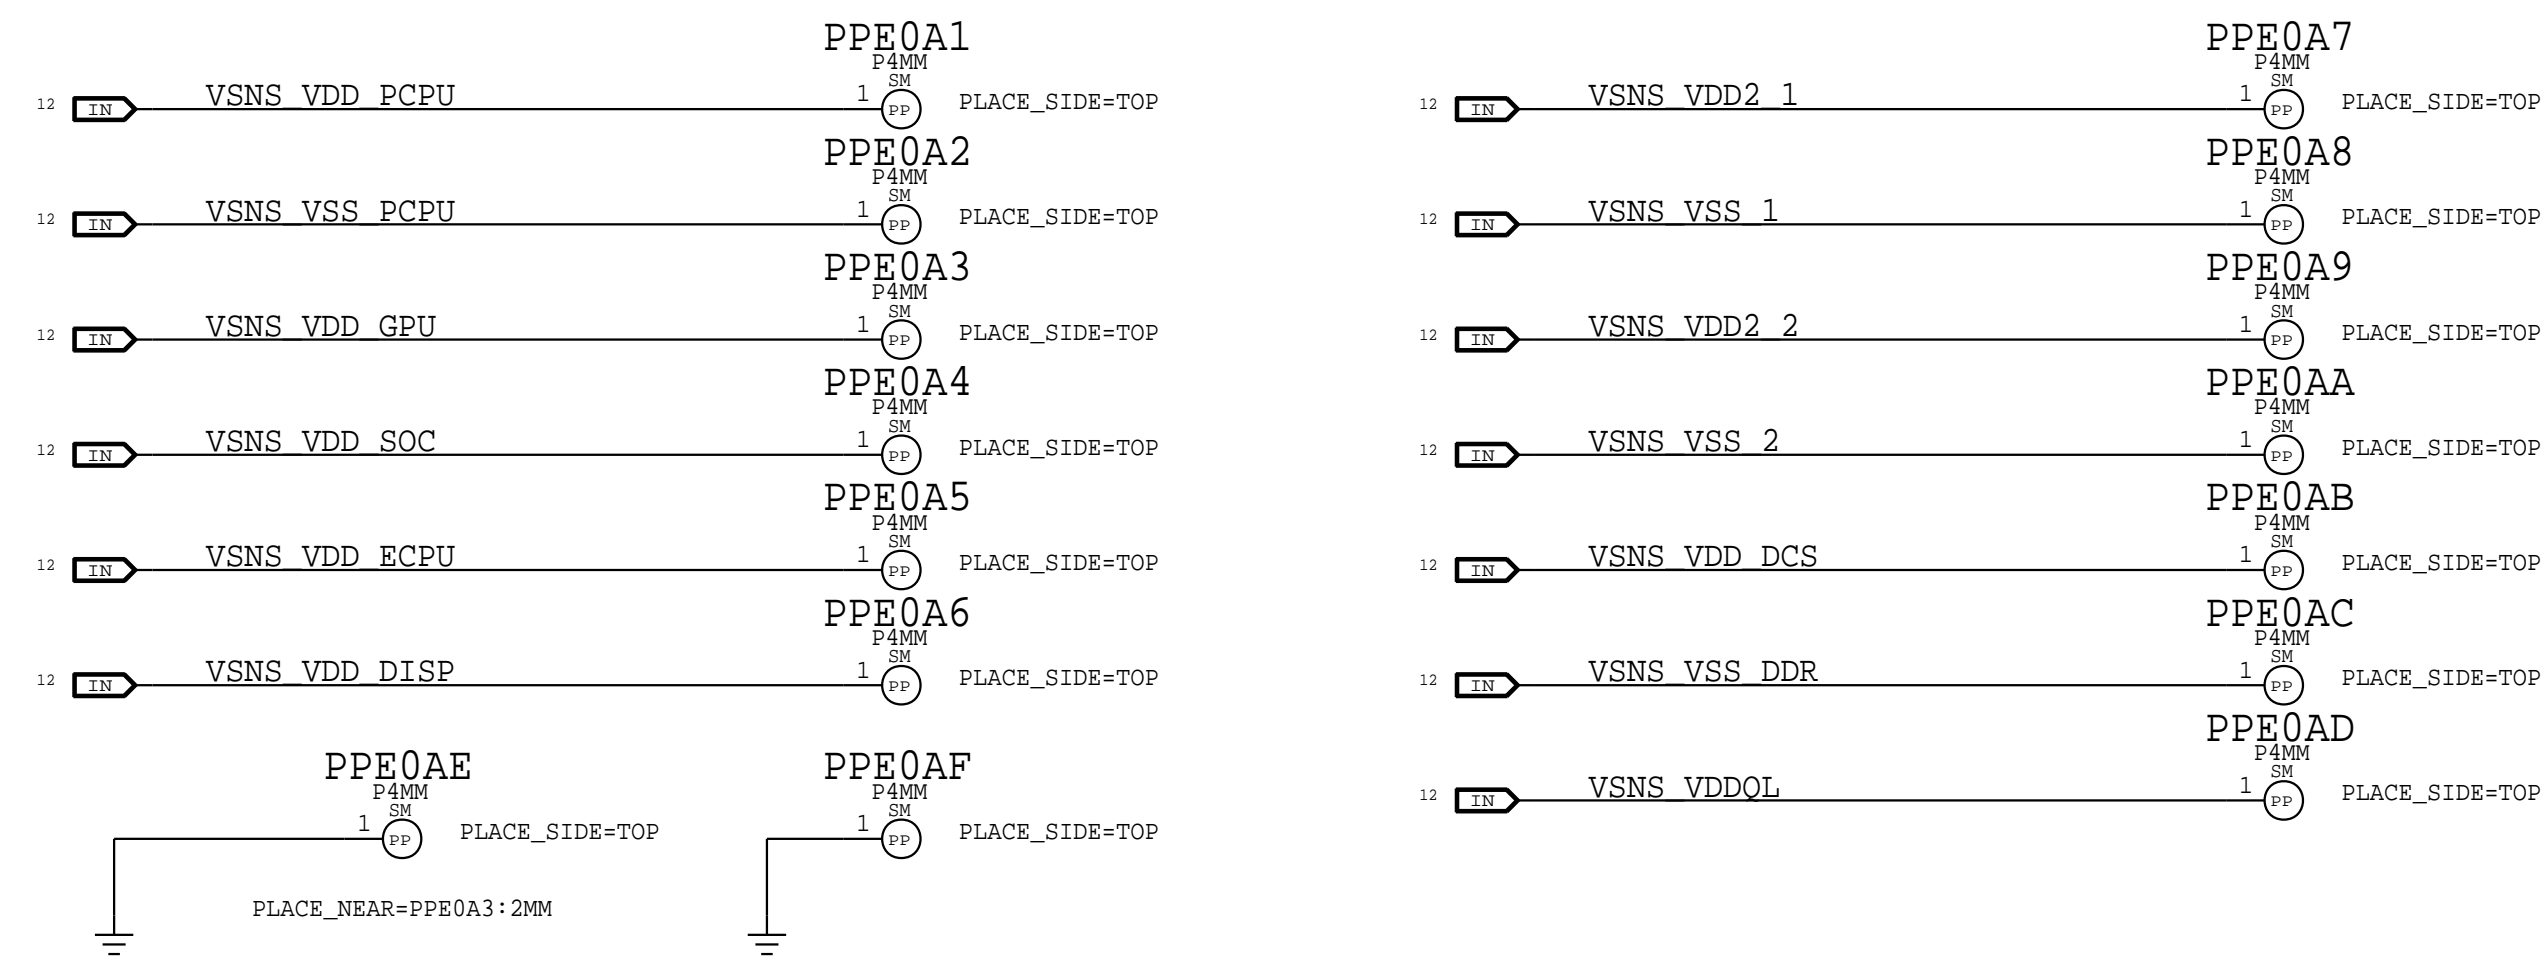 PPE0A1
P4MM
SM
12 IN VSNS_VDD_PCPU 1 PP PLACE_SIDE=TOP
PPE0A2
P4MM
SM
12 IN VSNS_VSS_PCPU 1 PP PLACE_SIDE=TOP
PPE0A3
P4MM
SM
12 IN VSNS_VDD_GPU 1 PP PLACE_SIDE=TOP
PPE0A4
P4MM
SM
12 IN VSNS_VDD_SOC 1 PP PLACE_SIDE=TOP
PPE0A5
P4MM
SM
12 IN VSNS_VDD_ECPU 1 PP PLACE_SIDE=TOP
PPE0A6
P4MM
SM
12 IN VSNS_VDD_DISP 1 PP PLACE_SIDE=TOP
PPE0AE
P4MM
SM
1 PP PLACE_SIDE=TOP
PLACE_NEAR=PPE0A3:2MM
PPE0AF
P4MM
SM
1 PP PLACE_SIDE=TOP
PPE0A7
P4MM
SM
12 IN VSNS_VDD2_1 1 PP PLACE_SIDE=TOP
PPE0A8
P4MM
SM
12 IN VSNS_VSS_1 1 PP PLACE_SIDE=TOP
PPE0A9
P4MM
SM
12 IN VSNS_VDD2_2 1 PP PLACE_SIDE=TOP
PPE0AA
P4MM
SM
12 IN VSNS_VSS_2 1 PP PLACE_SIDE=TOP
PPE0AB
P4MM
SM
12 IN VSNS_VDD_DCS 1 PP PLACE_SIDE=TOP
PPE0AC
P4MM
SM
12 IN VSNS_VSS_DDR 1 PP PLACE_SIDE=TOP
PPE0AD
P4MM
SM
12 IN VSNS_VDDQL 1 PP PLACE_SIDE=TOP